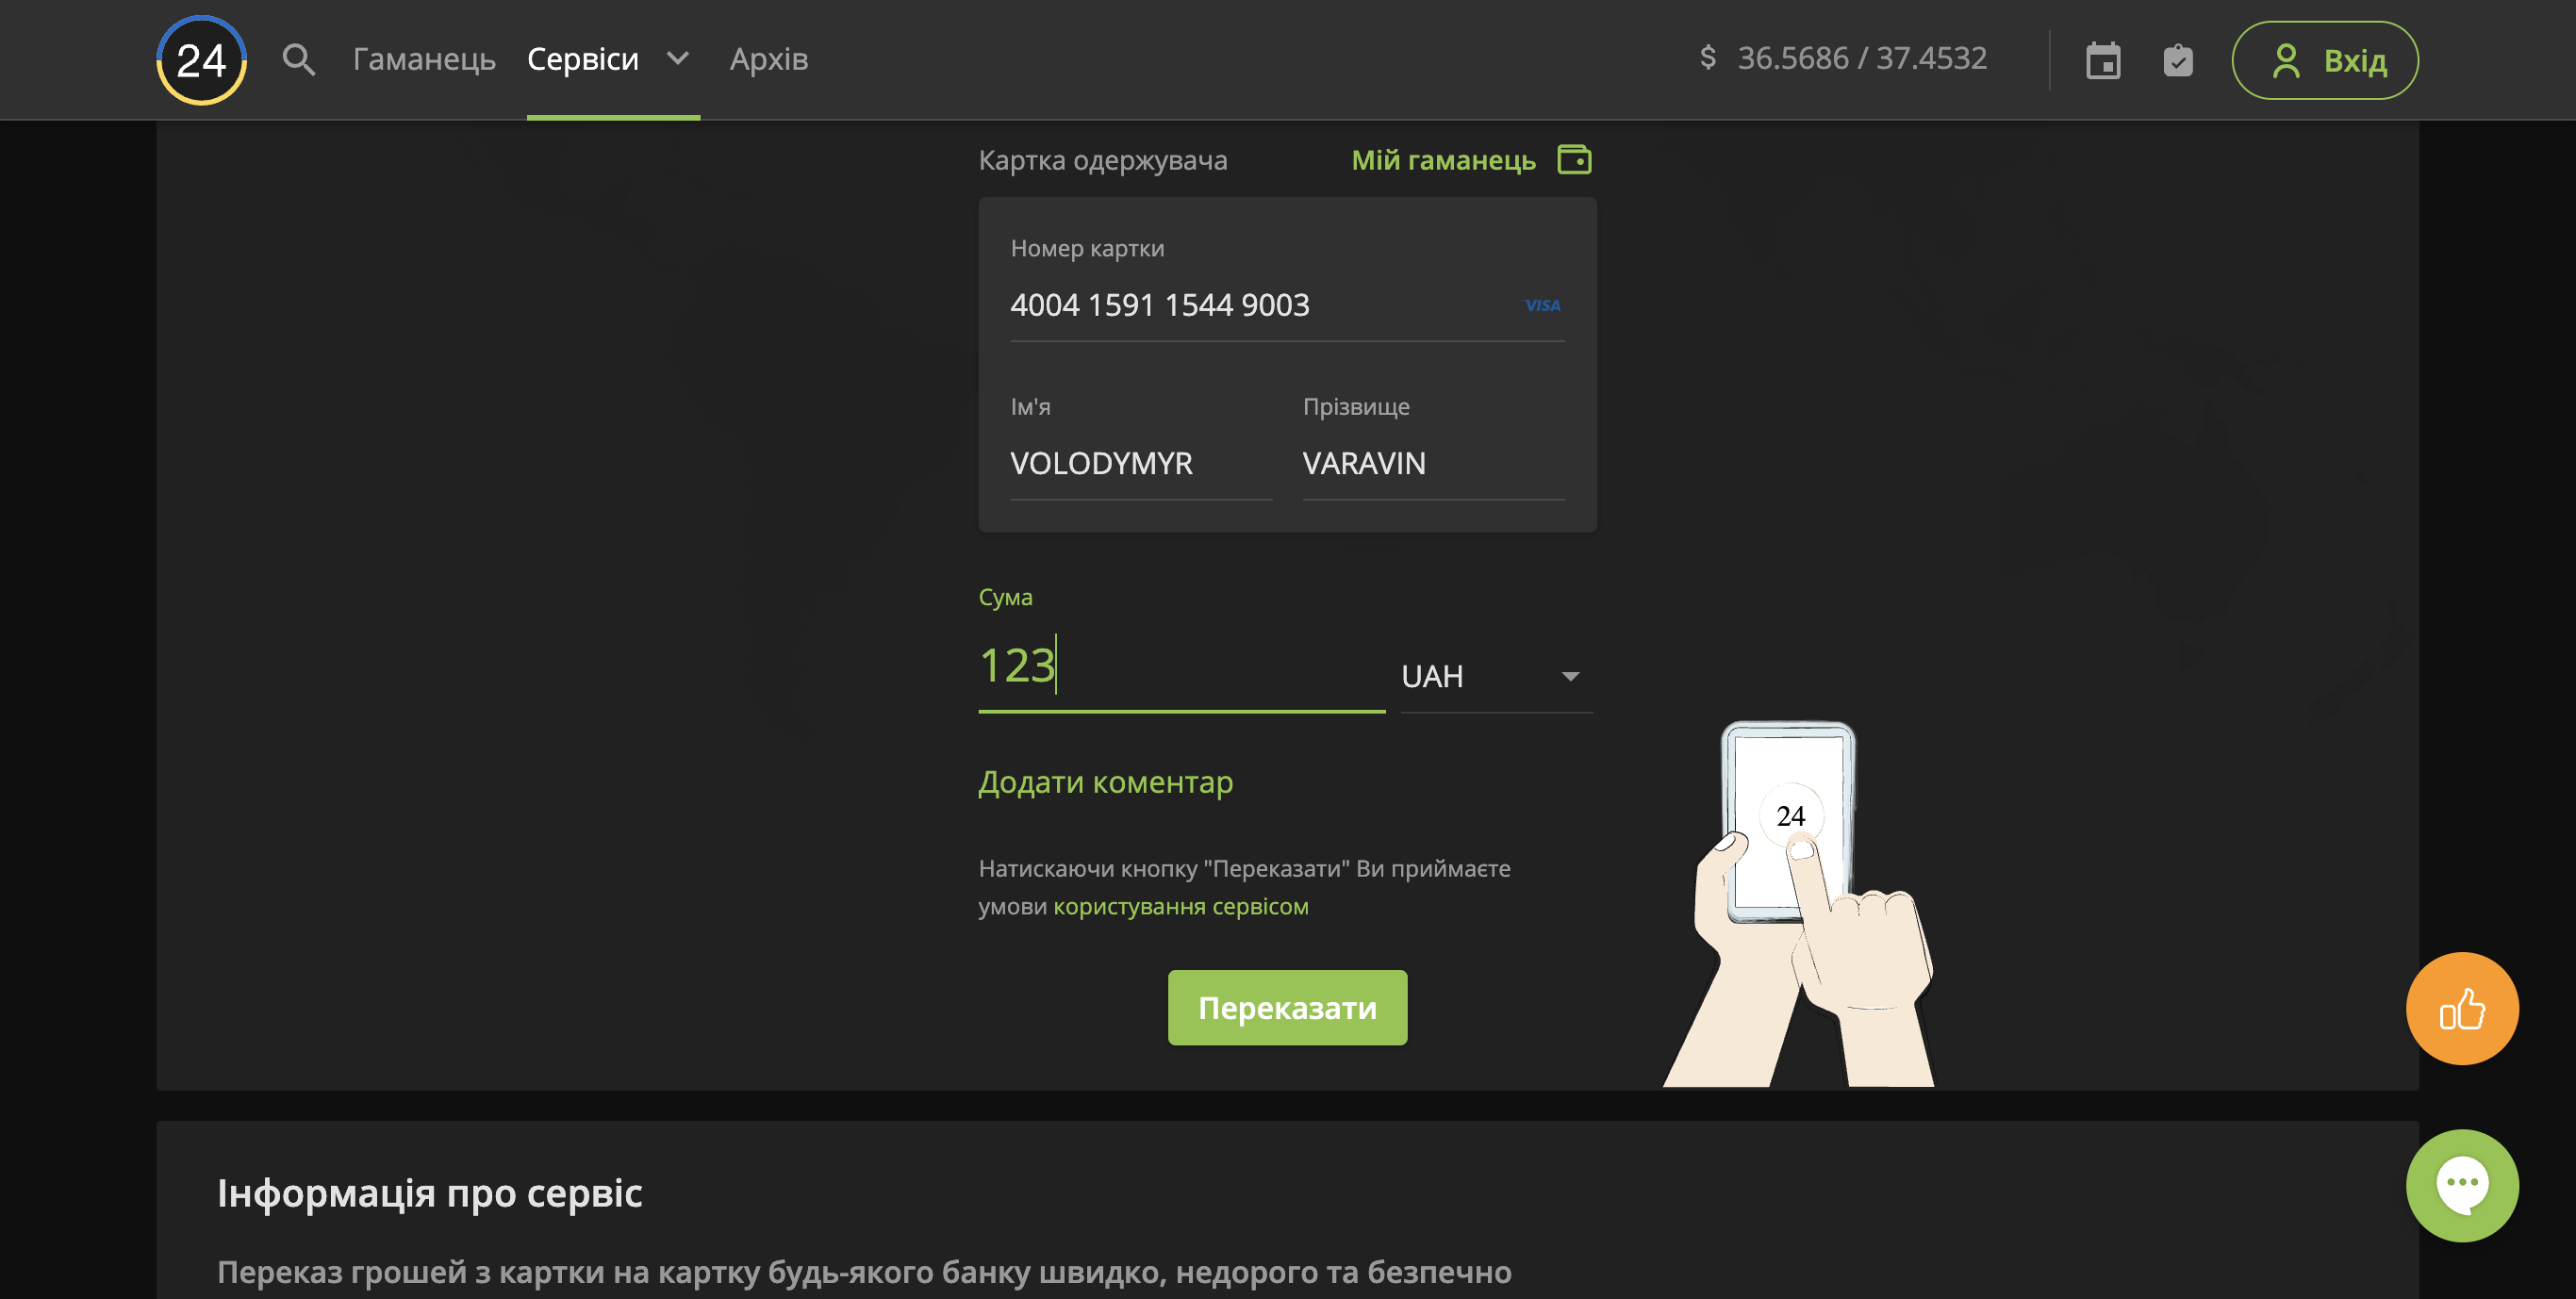 24 Гаманець Сервіси Архів $ 36.5686 / 37.4532 Вхід
Картка одержувача Мій гаманець
Номер картки
4004 1591 1544 9003 VISA
Ім'я Прізвище
VOLODYMYR VARAVIN
Сума
123 UAH
Додати коментар
Натискаючи кнопку "Переказати" Ви приймаєте
умови користування сервісом
24
Переказати
Інформація про сервіс
Переказ грошей з картки на картку будь-якого банку швидко, недорого та безпечно